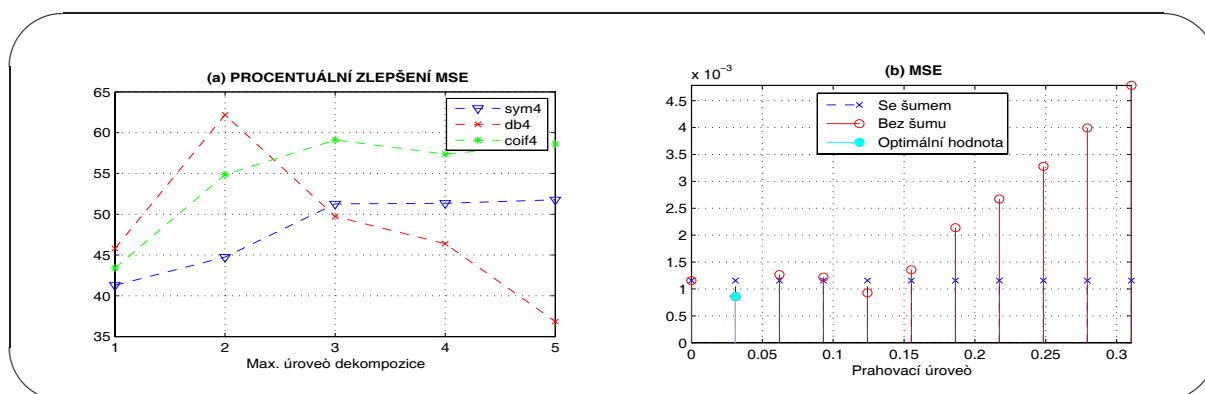 (a) PROCENTUÁLNÍ ZLEPŠENÍ MSE
65
60
55
50
45
40
35
1 2 3 4 5
Max. úroveò dekompozice
sym4
db4
coif4
(b) MSE
x 10⁻³
4.5
4
3.5
3
2.5
2
1.5
1
0.5
0
0 0.05 0.1 0.15 0.2 0.25 0.3
Prahovací úroveò
Se šumem
Bez šumu
Optimální hodnota